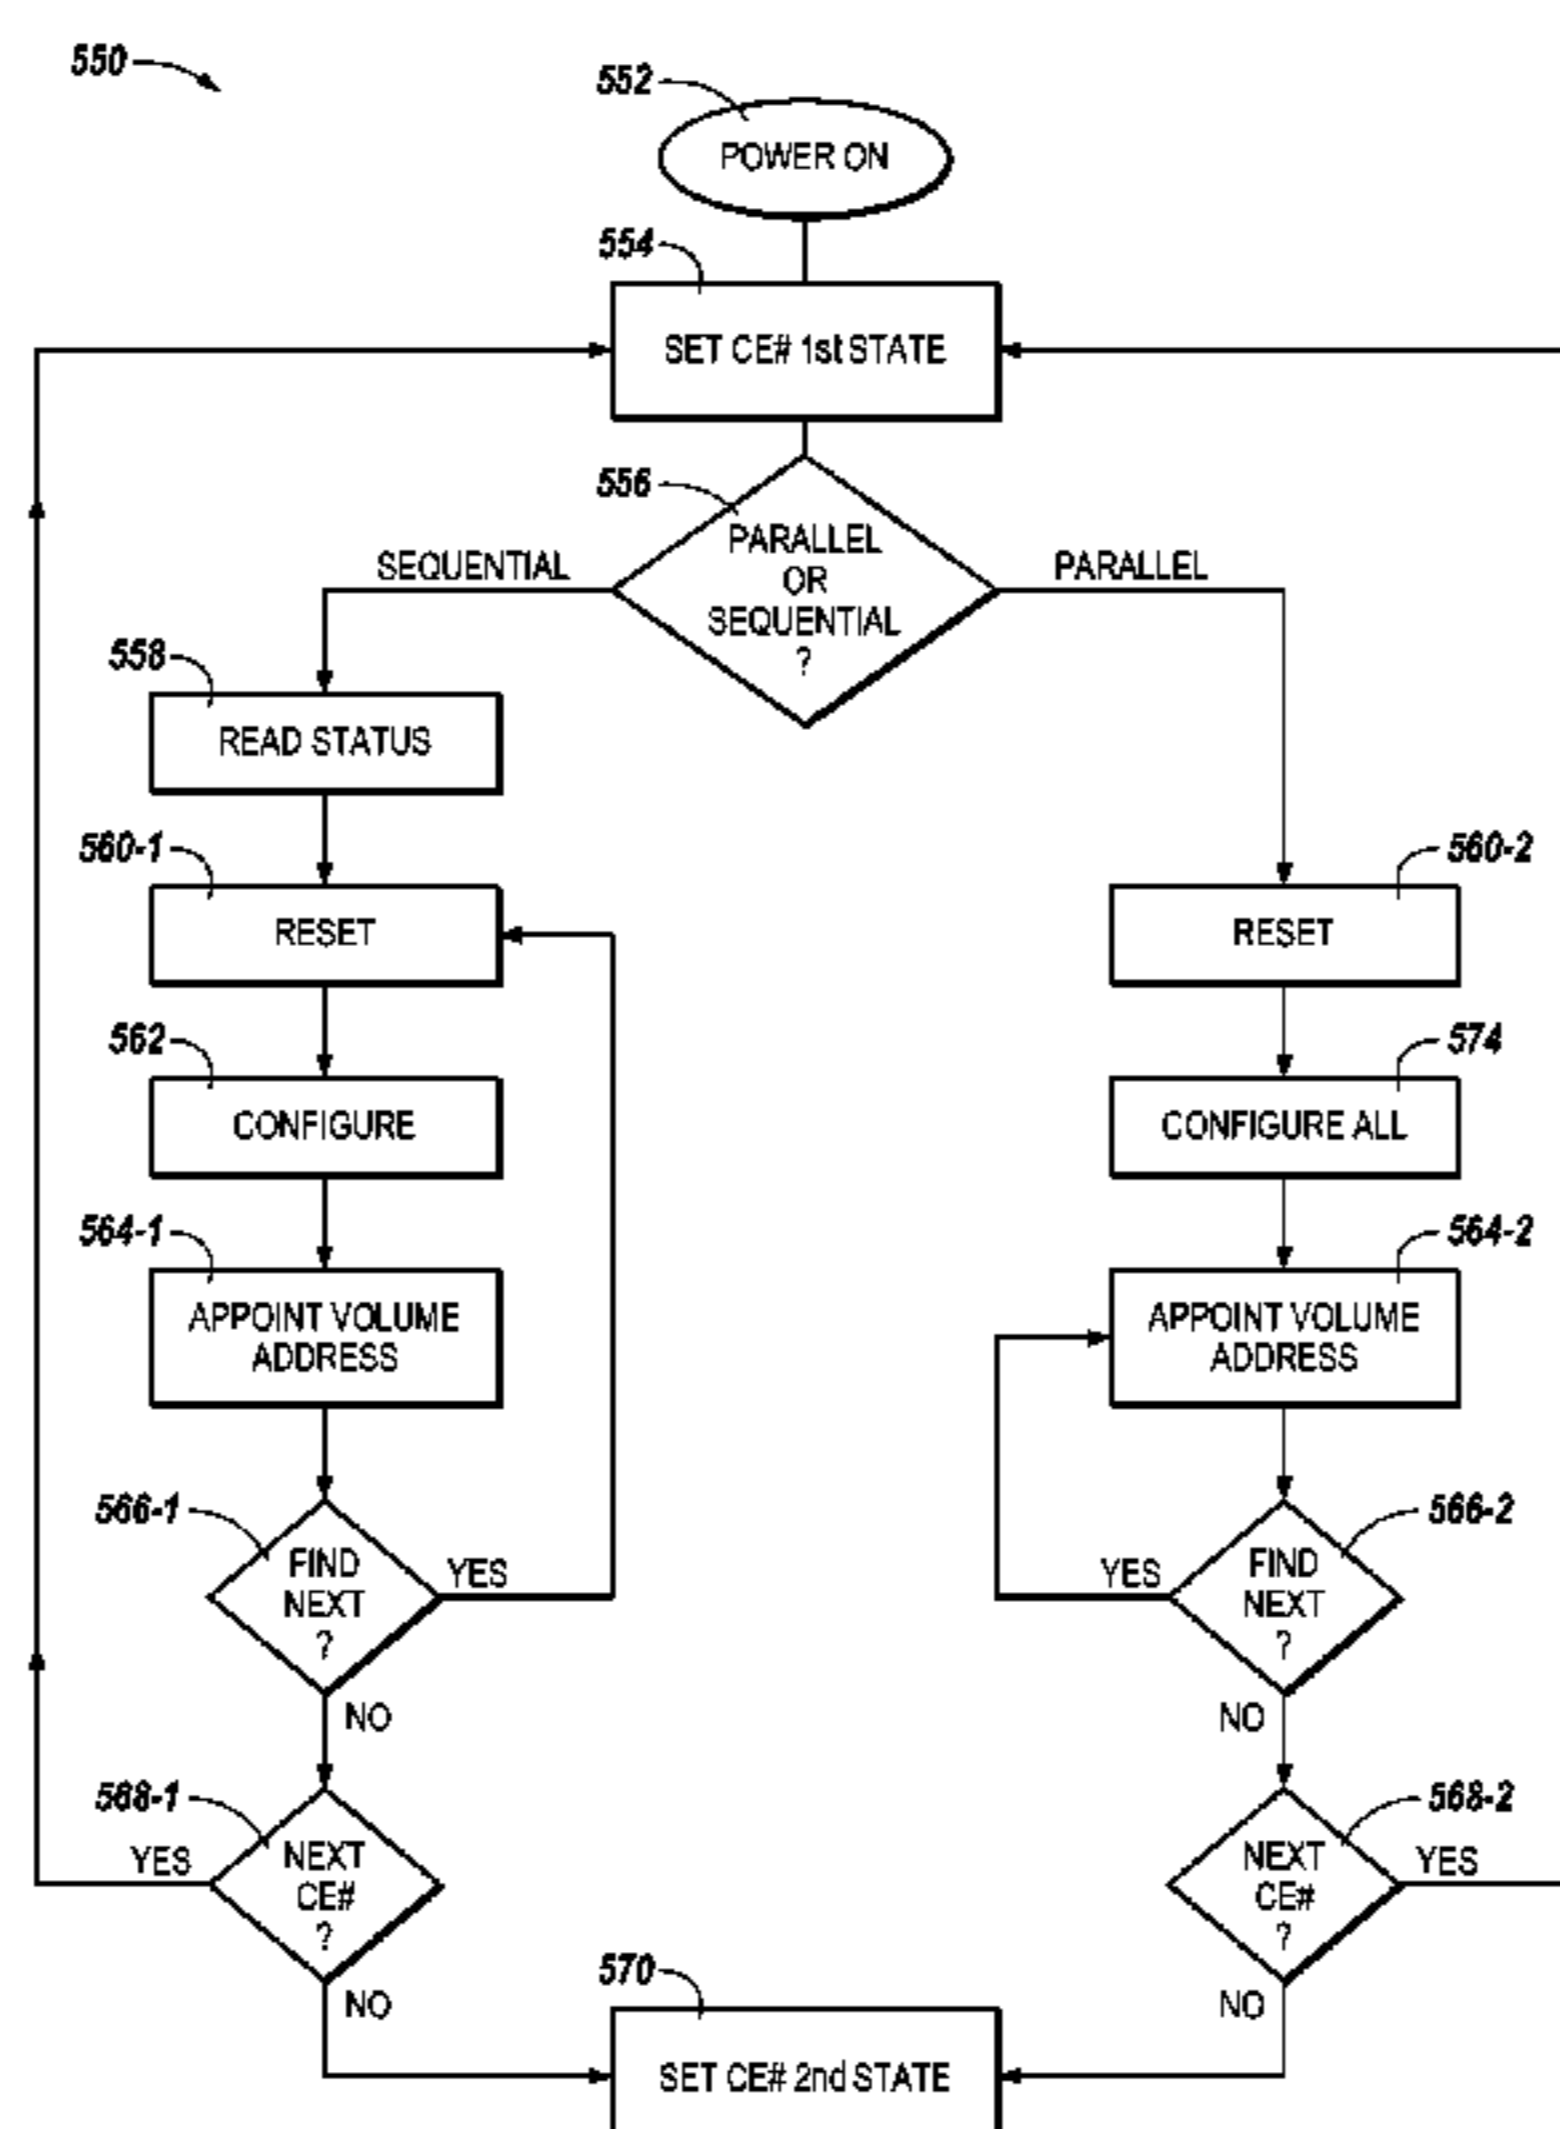 550
552
POWER ON
554
SET CE# 1st STATE
556
PARALLEL
OR
SEQUENTIAL
?
SEQUENTIAL
PARALLEL
558
READ STATUS
560-1
RESET
560-2
RESET
562
CONFIGURE
574
CONFIGURE ALL
564-1
APPOINT VOLUME
ADDRESS
564-2
APPOINT VOLUME
ADDRESS
566-1
FIND
NEXT
?
YES
NO
566-2
FIND
NEXT
?
YES
NO
568-1
NEXT
CE#
?
YES
NO
568-2
NEXT
CE#
?
YES
NO
570
SET CE# 2nd STATE